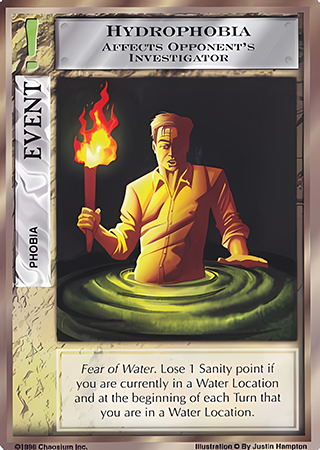 HYDROPHOBIA
AFFECTS OPPONENT'S
INVESTIGATOR
!
EVENT
PHOBIA
Fear of Water. Lose 1 Sanity point if
you are currently in a Water Location
and at the beginning of each Turn that
you are in a Water Location.
©1996 Chaosium Inc.
Illustration © By Justin Hampton